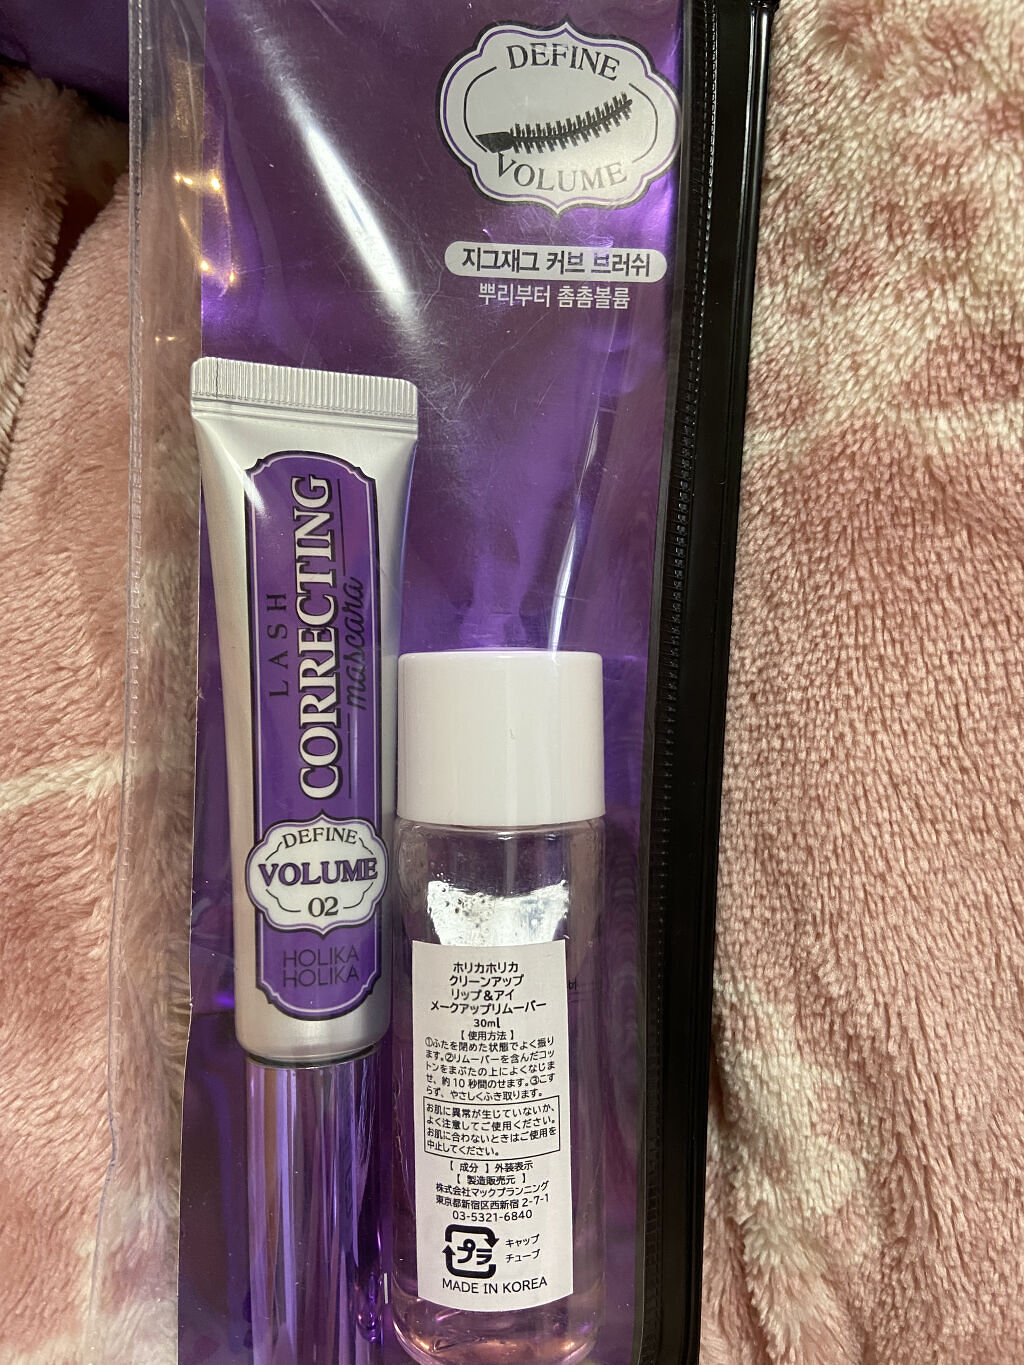 DEFINE
VOLUME
지그재그 커브 브러쉬
뿌리부터 촘촘볼륨
LASH
CORRECTING
mascara
DEFINE
VOLUME
02
HOLIKA
HOLIKA
ホリカホリカ
クリーンアップ
リップ&アイ
メークアップリムーバー
30ml
【 使用方法 】
①ふたを閉めた状態でよく振り
ます。②リムーバーを含んだコッ
トンをまぶたの上によくなじま
せ、約10秒間のせます。③こす
らず、やさしくふき取ります。
お肌に異常が生じていないか、
よく注意してご使用ください。
お肌に合わないときはご使用を
中止してください。
【 成分 】外装表示
【 製造販売元 】
株式会社マックプランニング
東京都新宿区西新宿 2-7-1
03-5321-6840
プラ
キャップ
チューブ
MADE IN KOREA